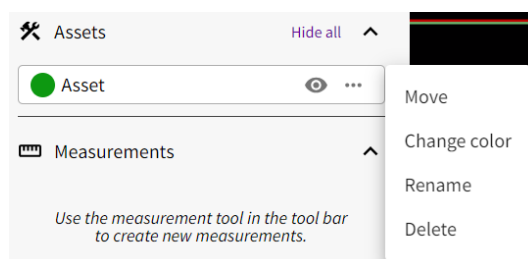 Assets
Hide all
Asset
Move
Change color
Measurements
Rename
Use the measurement tool in the tool bar
to create new measurements.
Delete